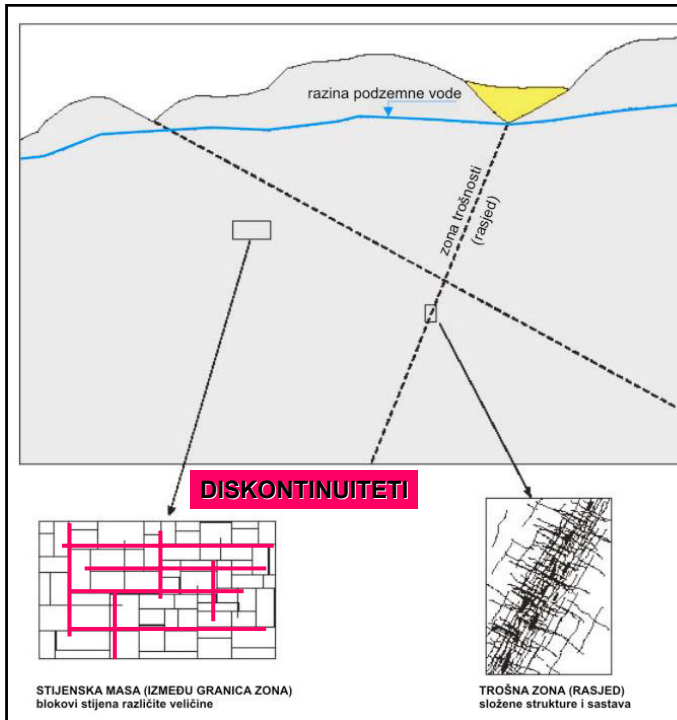 razina podzemne vode
zona trošnosti
(rasjed)
DISKONTINUITETI
STIJENSKA MASA (IZMEĐU GRANICA ZONA)
blokovi stijena različite veličine
TROŠNA ZONA (RASJED)
složene strukture i sastava